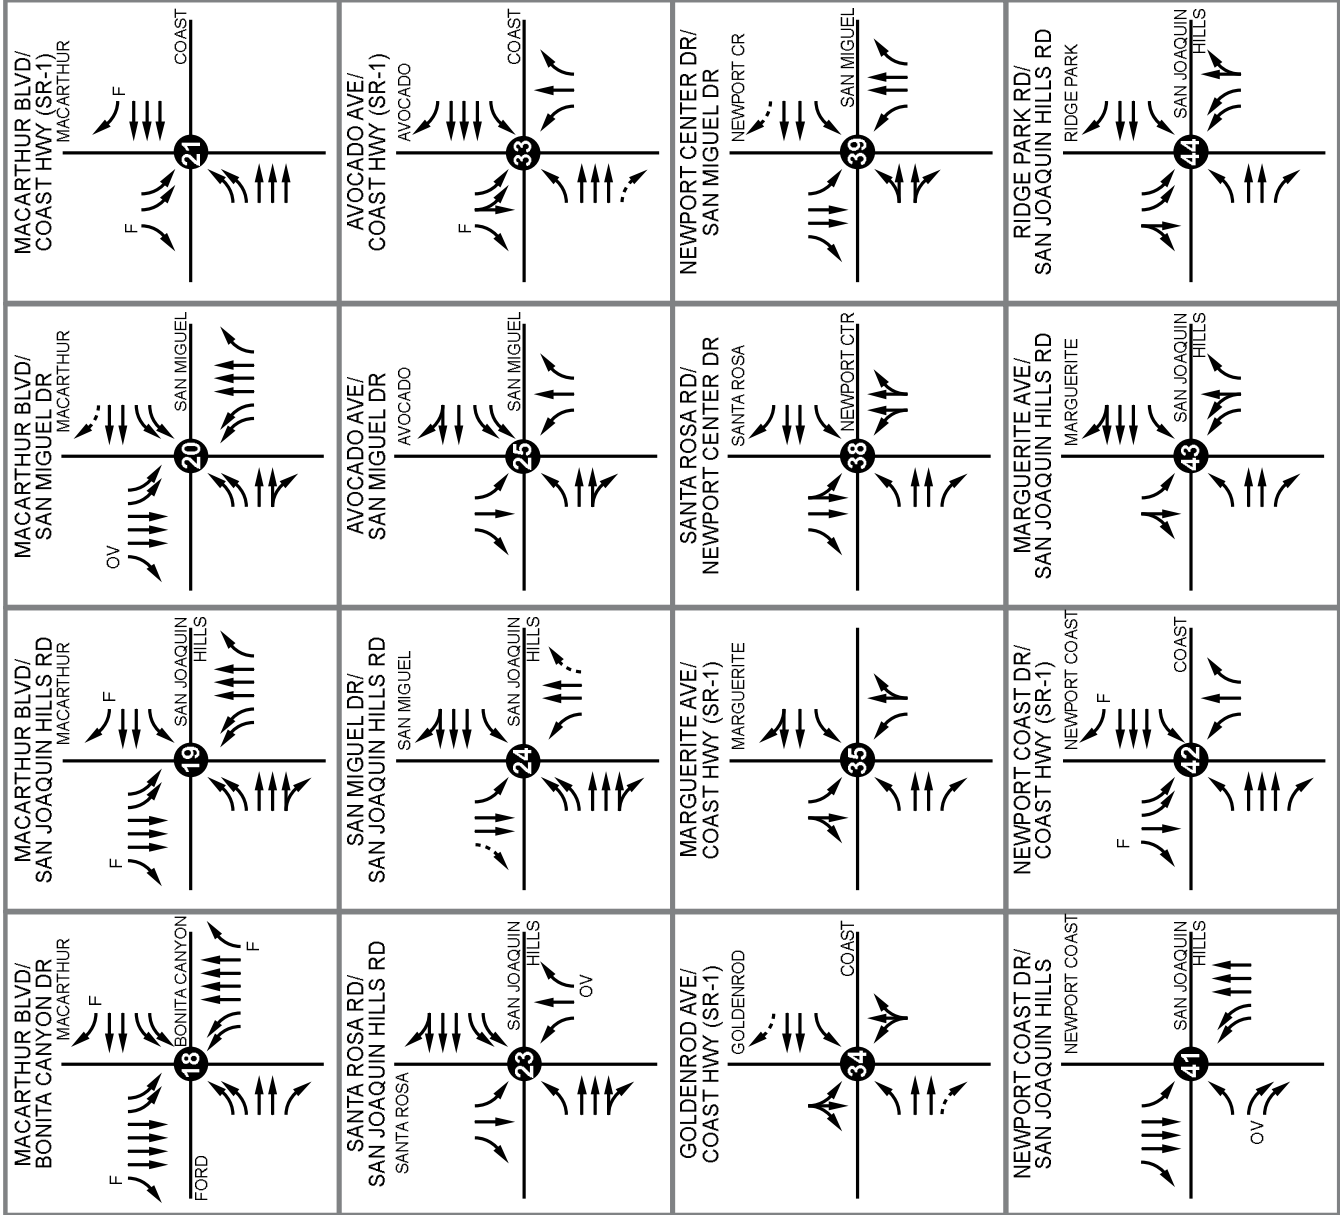 MACARTHUR BLVD/
BONITA CANYON DR
MACARTHUR
F
F
BONITA CANYON
18
FORD
F
MACARTHUR BLVD/
SAN JOAQUIN HILLS RD
MACARTHUR
F
F
SAN JOAQUIN
19
HILLS
MACARTHUR BLVD/
SAN MIGUEL DR
MACARTHUR
OV
SAN MIGUEL
20
MACARTHUR BLVD/
COAST HWY (SR-1)
MACARTHUR
F
F
COAST
21
SANTA ROSA RD/
SAN JOAQUIN HILLS RD
SANTA ROSA
SAN JOAQUIN
23
HILLS
OV
SAN MIGUEL DR/
SAN JOAQUIN HILLS RD
SAN MIGUEL
SAN JOAQUIN
24
HILLS
AVOCADO AVE/
SAN MIGUEL DR
AVOCADO
SAN MIGUEL
25
AVOCADO AVE/
COAST HWY (SR-1)
AVOCADO
F
COAST
33
GOLDENROD AVE/
COAST HWY (SR-1)
GOLDENROD
COAST
34
MARGUERITE AVE/
COAST HWY (SR-1)
MARGUERITE
35
SANTA ROSA RD/
NEWPORT CENTER DR
SANTA ROSA
NEWPORT CTR
38
NEWPORT CENTER DR/
SAN MIGUEL DR
NEWPORT CR
SAN MIGUEL
39
NEWPORT COAST DR/
SAN JOAQUIN HILLS
NEWPORT COAST
SAN JOAQUIN
41
HILLS
OV
NEWPORT COAST DR/
COAST HWY (SR-1)
NEWPORT COAST
F
F
COAST
42
MARGUERITE AVE/
SAN JOAQUIN HILLS RD
MARGUERITE
SAN JOAQUIN
43
HILLS
RIDGE PARK RD/
SAN JOAQUIN HILLS RD
RIDGE PARK
SAN JOAQUIN
44
HILLS